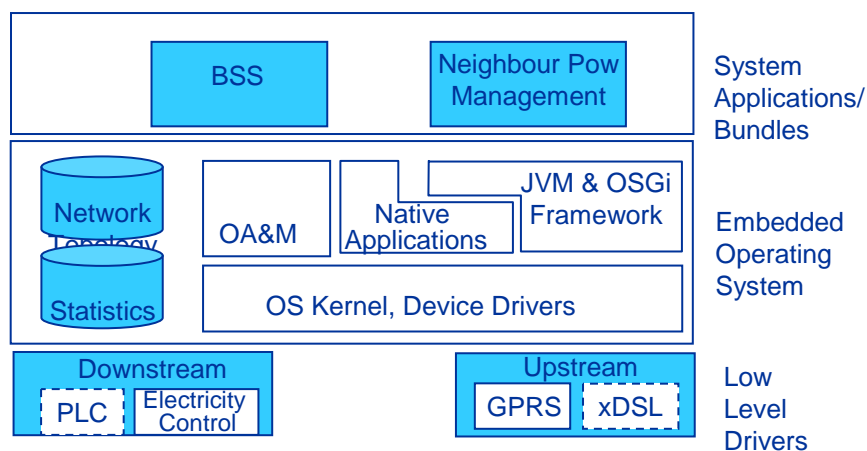 BSS
Neighbour Pow
Management
System
Applications/
Bundles
Network
Topology
Statistics
OA&M
Native
Applications
JVM & OSGi
Framework
OS Kernel, Device Drivers
Embedded
Operating
System
Downstream
PLC
Electricity
Control
Upstream
GPRS
xDSL
Low
Level
Drivers